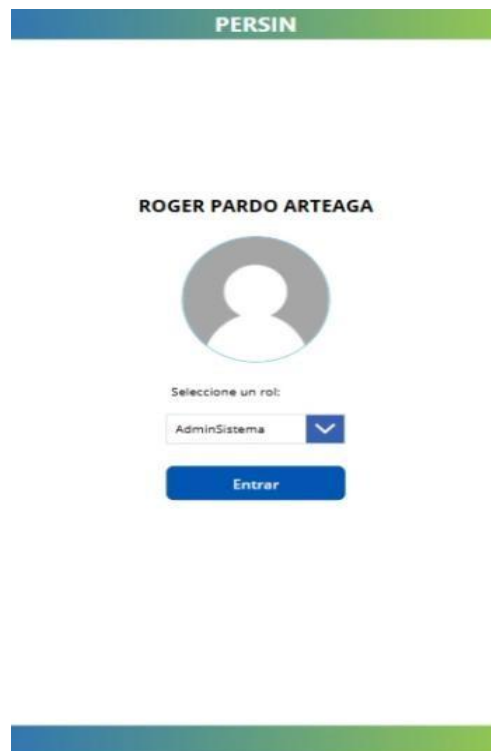 PERSIN
ROGER PARDO ARTEAGA
Seleccione un rol:
AdminSistema
Entrar